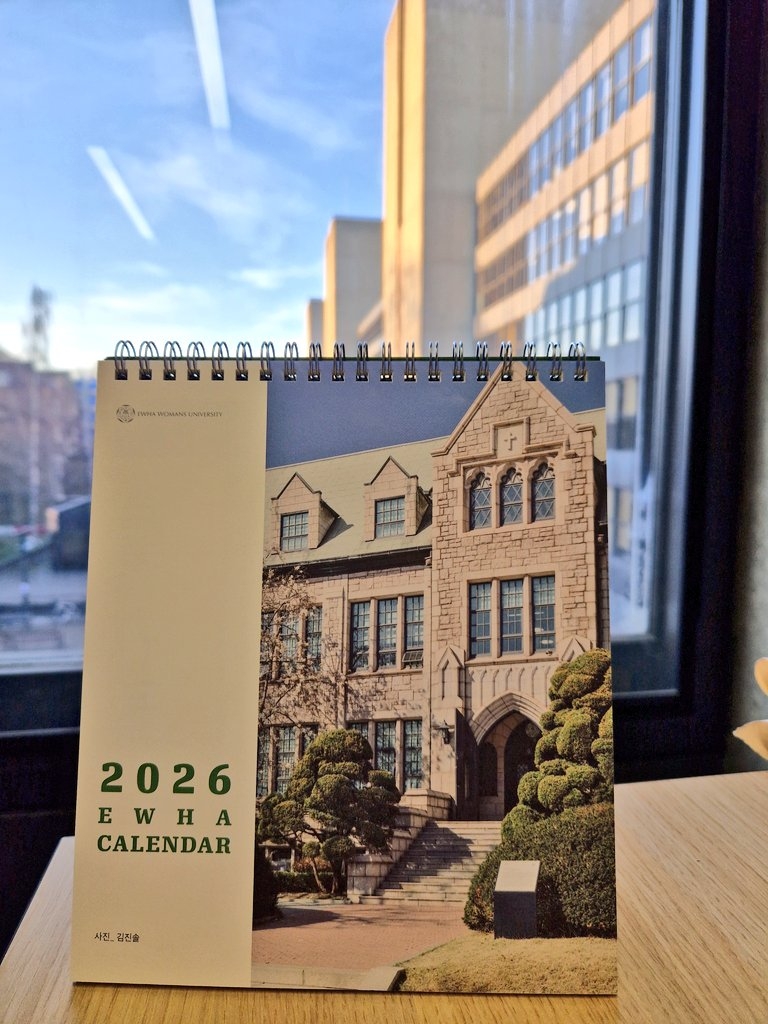 EWHA WOMANS UNIVERSITY
2026
EWHA
CALENDAR
사진_ 김진솔